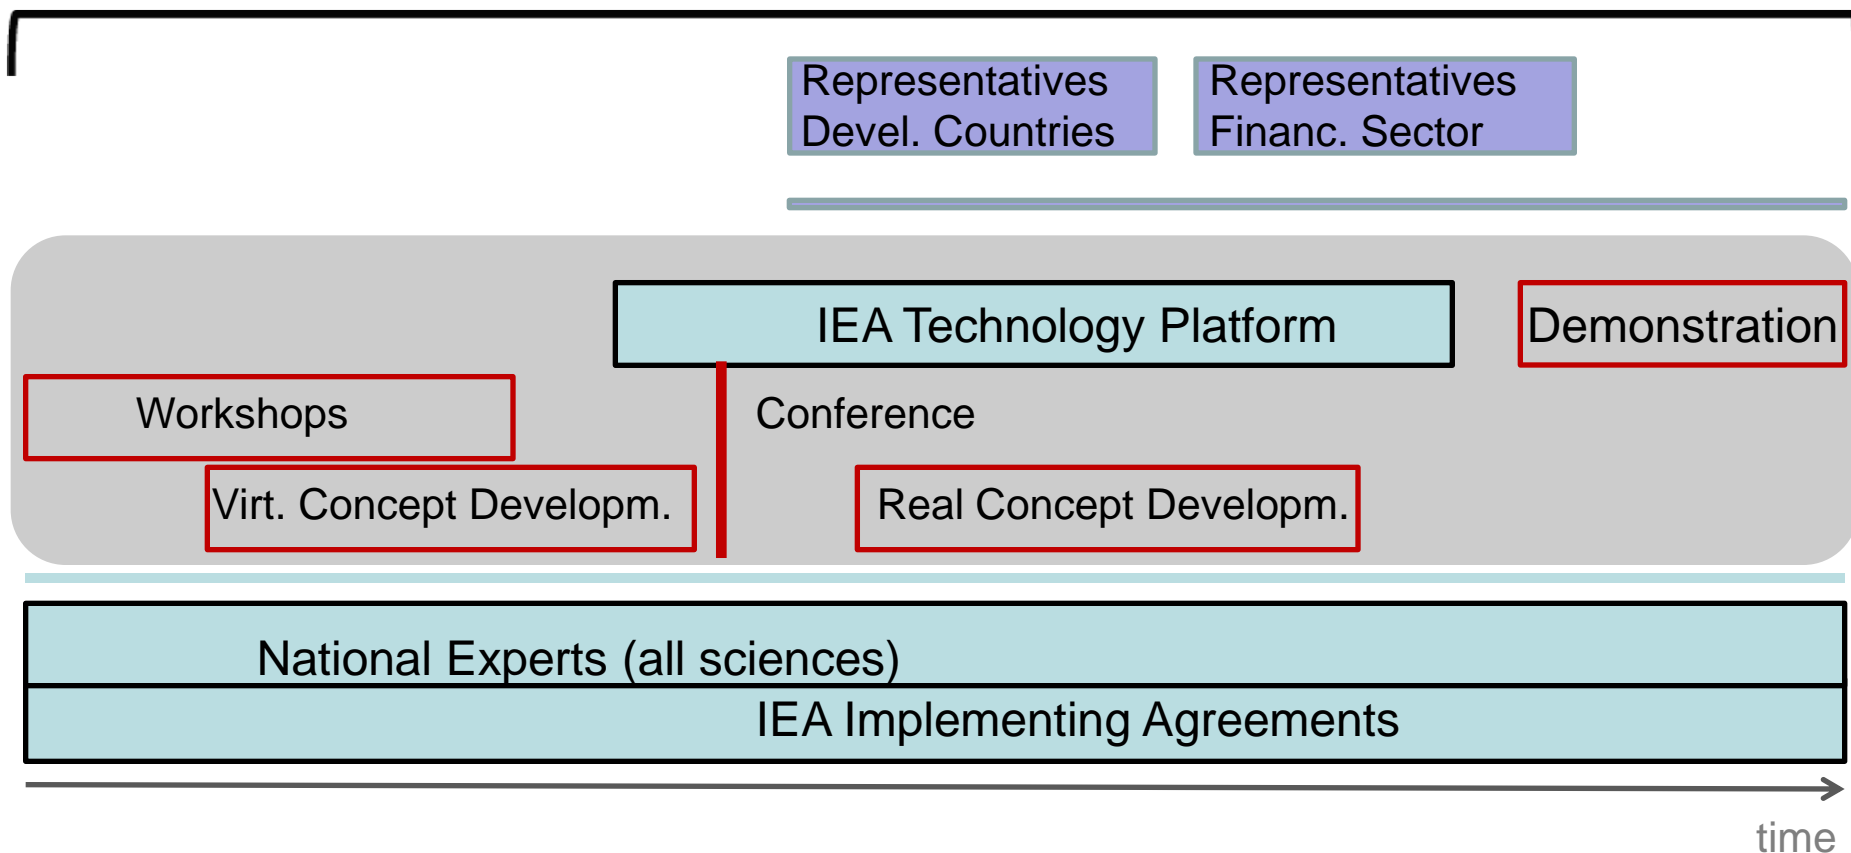 Representatives
Devel. Countries
Representatives
Financ. Sector
IEA Technology Platform
Demonstration
Workshops
Conference
Virt. Concept Developm.
Real Concept Developm.
National Experts (all sciences)
IEA Implementing Agreements
time